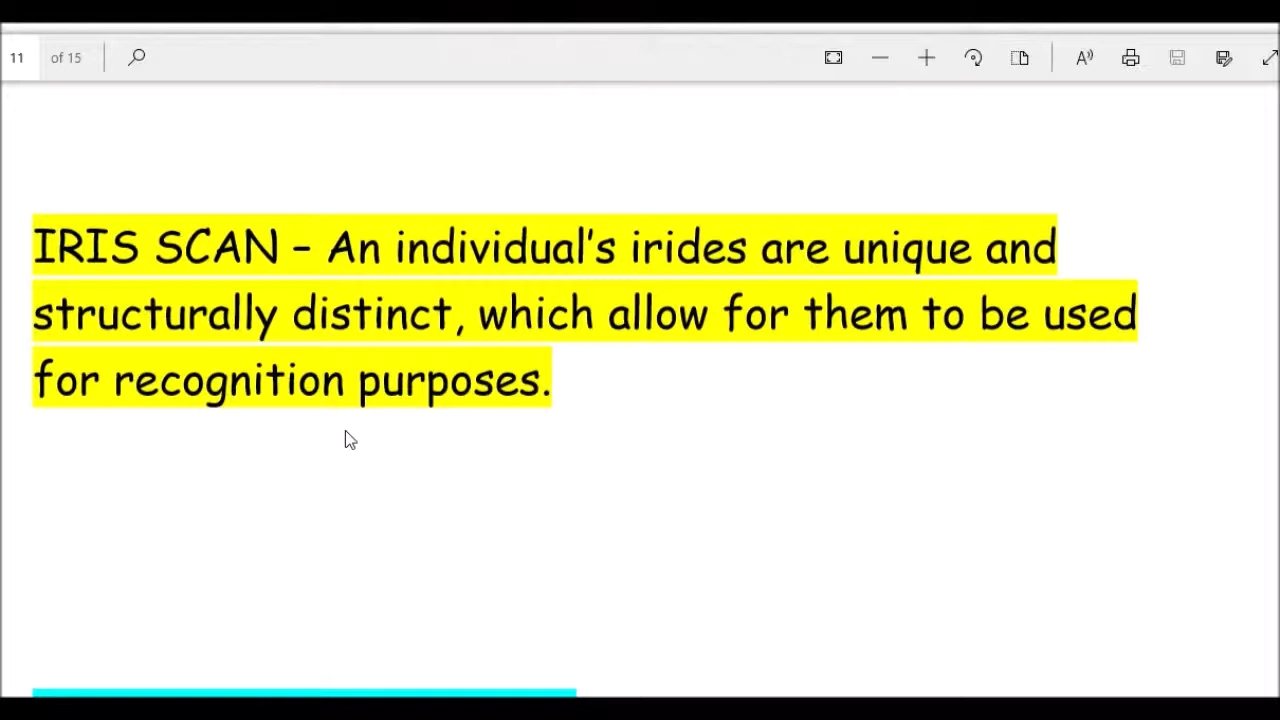 11 of 15
IRIS SCAN – An individual's irides are unique and
structurally distinct, which allow for them to be used
for recognition purposes.